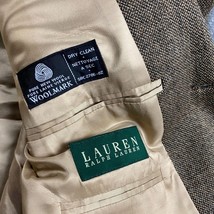 PURE NEW WOOL
WOOLMARK
DRY CLEAN
NETTOYAGE
A SEC
LAUREN
RALPH LAUREN